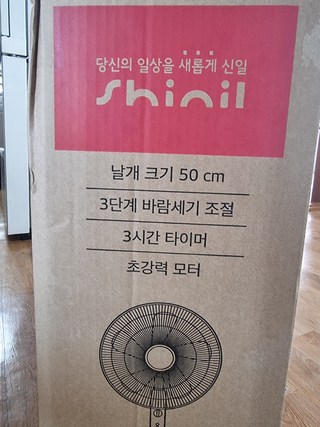 당신의 일상을 새롭게 신일
shinil
날개 크기 50 cm
3단계 바람세기 조절
3시간 타이머
초강력 모터